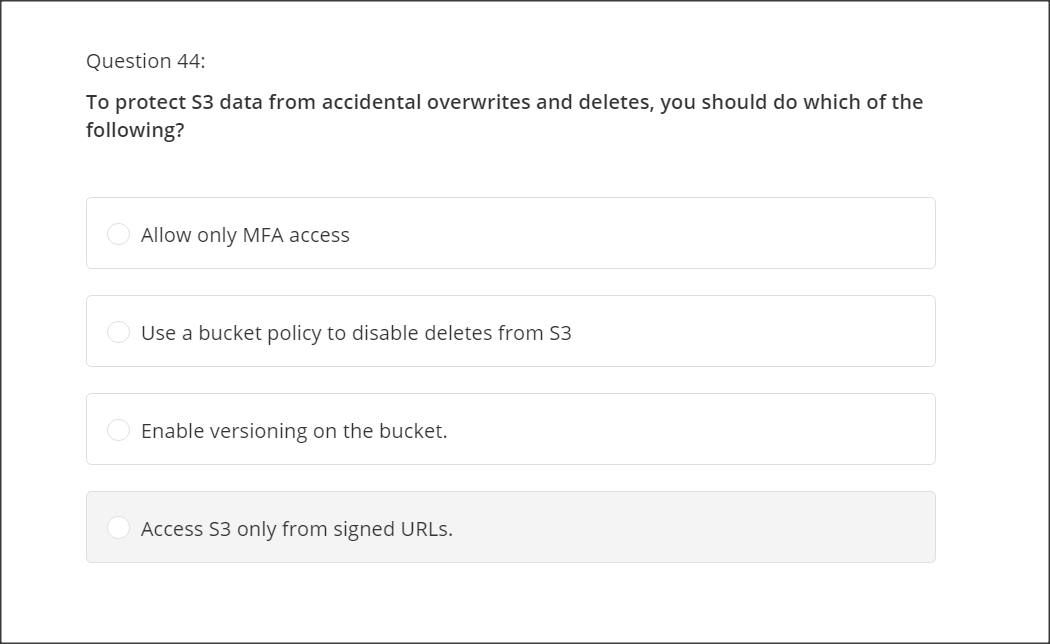 Question 44:
To protect S3 data from accidental overwrites and deletes, you should do which of the
following?
Allow only MFA access
Use a bucket policy to disable deletes from S3
Enable versioning on the bucket.
Access S3 only from signed URLs.